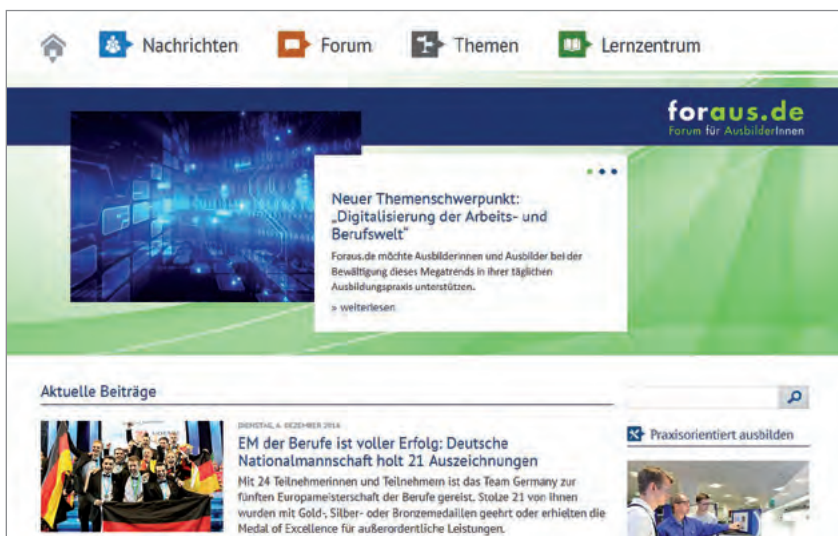 Nachrichten
Forum
Themen
Lernzentrum
foraus.de
Forum für AusbilderInnen
Neuer Themenschwerpunkt:
„Digitalisierung der Arbeits- und
Berufswelt“
Foraus.de möchte Ausbilderinnen und Ausbilder bei der
Bewältigung dieses Megatrends in ihrer täglichen
Ausbildungspraxis unterstützen.
» weiterlesen
Aktuelle Beiträge
DIENSTAG, 6. DEZEMBER 2016
EM der Berufe ist voller Erfolg: Deutsche
Nationalmannschaft holt 21 Auszeichnungen
Mit 24 Teilnehmerinnen und Teilnehmern ist das Team Germany zur
fünften Europameisterschaft der Berufe gereist. Stolze 21 von ihnen
wurden mit Gold-, Silber- oder Bronzemedaillen geehrt oder erhielten die
Medal of Excellence für außerordentliche Leistungen.
Praxisorientiert ausbilden